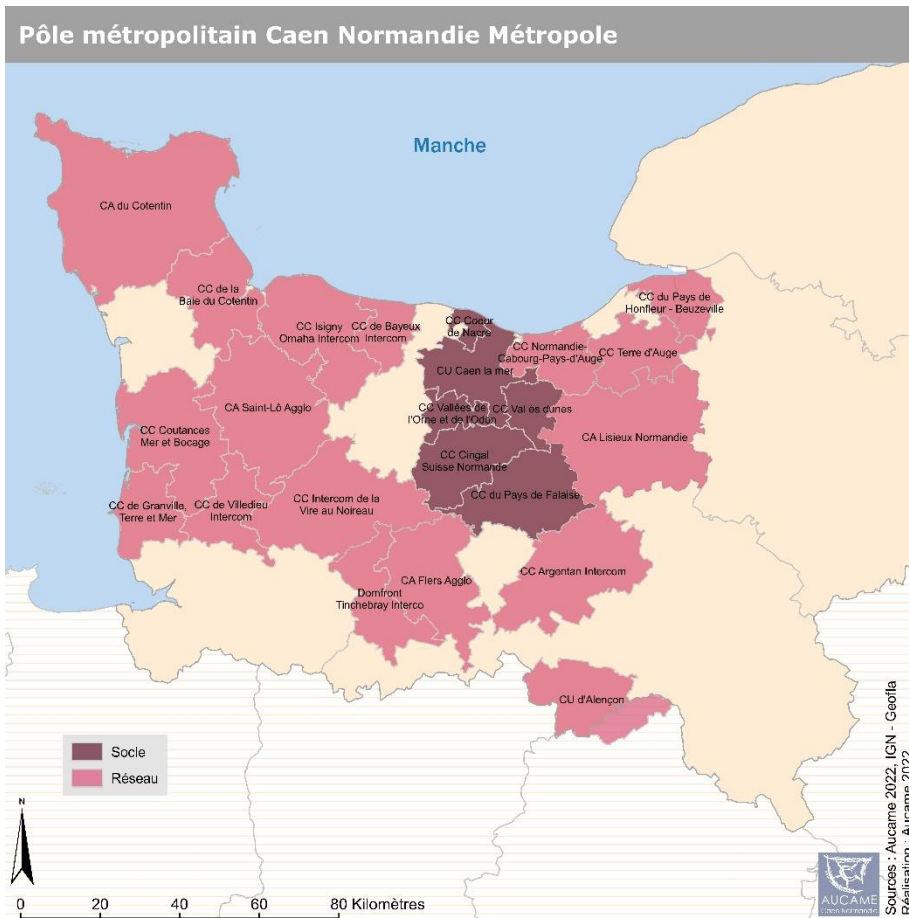 Pôle métropolitain Caen Normandie Métropole
Manche
CA du Cotentin
CC de la
Baie du Cotentin
CC Isigny
Omaha Intercom
CC de Bayeux
Intercom
CC Coeur
de Nacre
CC du Pays de
Honfleur - Beuzeville
CC Normandie-
Cabourg-Pays-d'Auge
CC Terre d'Auge
CU Caen la mer
CA Saint-Lô Agglo
CC Vallées de
l'Orne et de l'Odon
CC Val ès dunes
CC Coutances
Mer et Bocage
CA Lisieux Normandie
CC Cingal
Suisse Normande
CC du Pays de Falaise
CC de Granville,
Terre et Mer
CC de Villedieu
Intercom
CC Intercom de la
Vire au Noireau
CA Flers Agglo
CC Argentan Intercom
Domfront
Tinchebray Interco
CU d'Alençon
Socle
Réseau
N
0 20 40 60 80 Kilomètres
Sources : Aucame 2022, IGN - Geofla
Réalisation : Aucame 2022
AUCAME
Caen Normandie